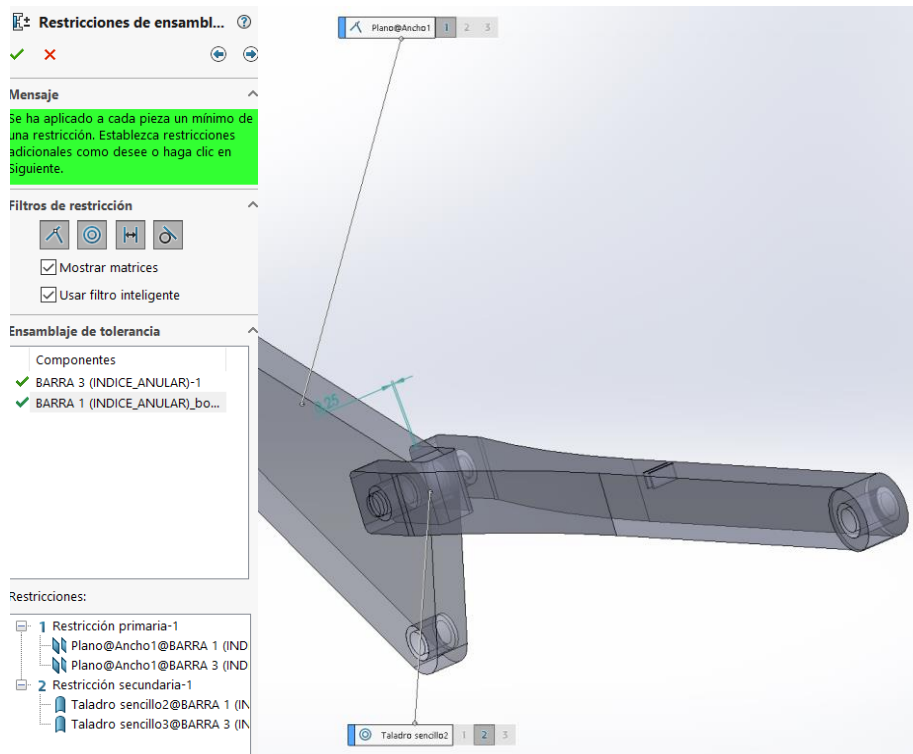 Restricciones de ensambl...
Mensaje
Se ha aplicado a cada pieza un mínimo de
una restricción. Establezca restricciones
adicionales como desee o haga clic en
Siguiente.
Filtros de restricción
Mostrar matrices
Usar filtro inteligente
Ensamblaje de tolerancia
Componentes
BARRA 3 (INDICE_ANULAR)-1
BARRA 1 (INDICE_ANULAR)_bo...
Restricciones:
1 Restricción primaria-1
Plano@Ancho1@BARRA 1 (IND
Plano@Ancho1@BARRA 3 (IND
2 Restricción secundaria-1
Taladro sencillo2@BARRA 1 (IN
Taladro sencillo3@BARRA 3 (IN
Plano@Ancho1 1 2 3
0.25
Taladro sencillo2 1 2 3